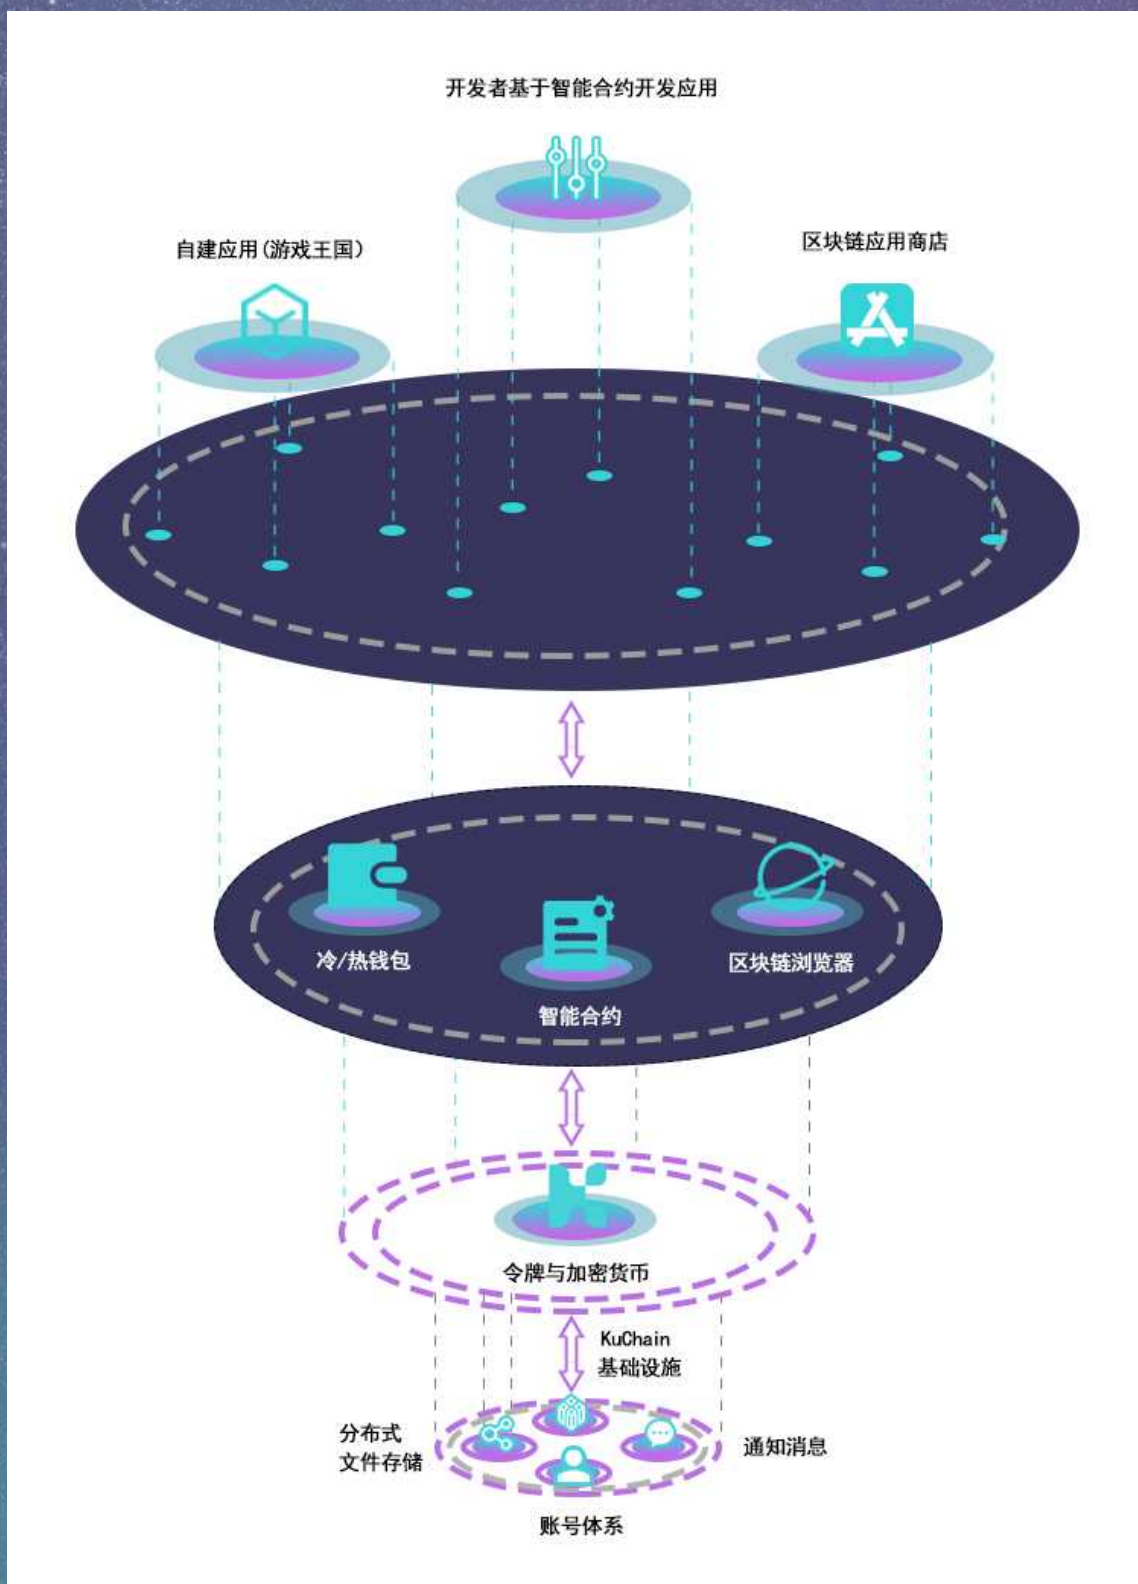 开发者基于智能合约开发应用
自建应用(游戏王国)
区块链应用商店
冷/热钱包
区块链浏览器
智能合约
令牌与加密货币
KuChain
基础设施
分布式
文件存储
通知消息
账号体系